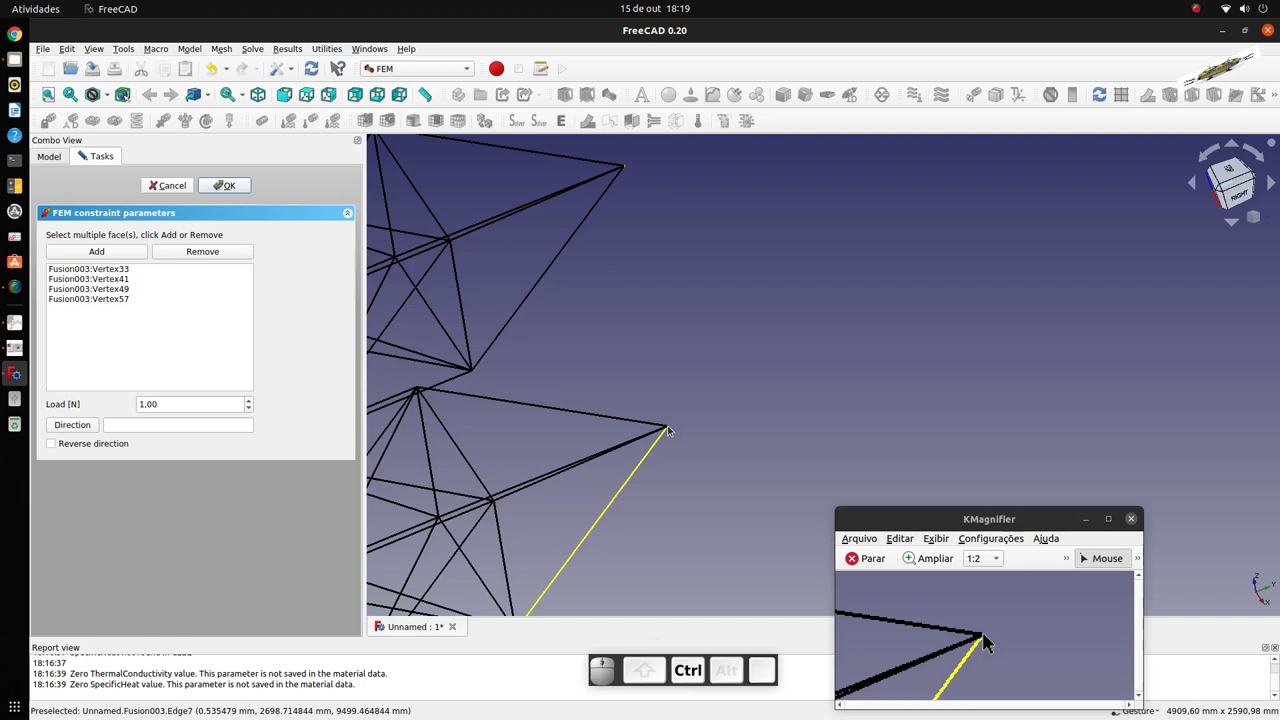 Atividades
FreeCAD
15 de out 18:19
FreeCAD 0.20
File Edit View Tools Macro Model Mesh Solve Results Utilities Windows Help
FEM
Combo View
Model
Tasks
Cancel
OK
FEM constraint parameters
Select multiple face(s), click Add or Remove
Add
Remove
Fusion003:Vertex33
Fusion003:Vertex41
Fusion003:Vertex49
Fusion003:Vertex57
Load [N]
1.00
Direction
Reverse direction
RIGHT
KMagnifier
Arquivo Editar Exibir Configurações Ajuda
Parar
Ampliar
1:2
Mouse
Unnamed : 1*
Report view
18:16:37
18:16:39 Zero ThermalConductivity value. This parameter is not saved in the material data.
18:16:39 Zero SpecificHeat value. This parameter is not saved in the material data.
Ctrl
Alt
Preselected: Unnamed.Fusion003.Edge7 (0.535479 mm, 2698.714844 mm, 9499.464844 mm)
Gesture
4909,60 mm x 2590,98 mm